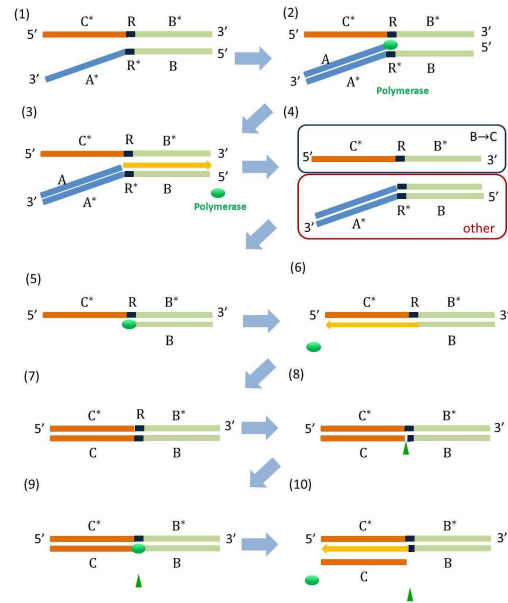 (1)
C* R B*
5' 3'
5'
3' A* R* B
(2)
C* R B*
5' 3'
5'
A
3' A* R* B
Polymerase
(3)
C* R B*
5' 3'
A 5'
3' A* R* B
Polymerase
(4)
B→C
C* R B*
5' 3'
A 5'
3' A* R* B
other
(5)
C* R B*
5' 3'
B
(6)
C* R B*
5' 3'
B
(7)
C* R B*
5' 3'
C B
(8)
C* B*
5' 3'
C B
(9)
C* B*
5' 3'
C B
(10)
C* B*
5' 3'
C B